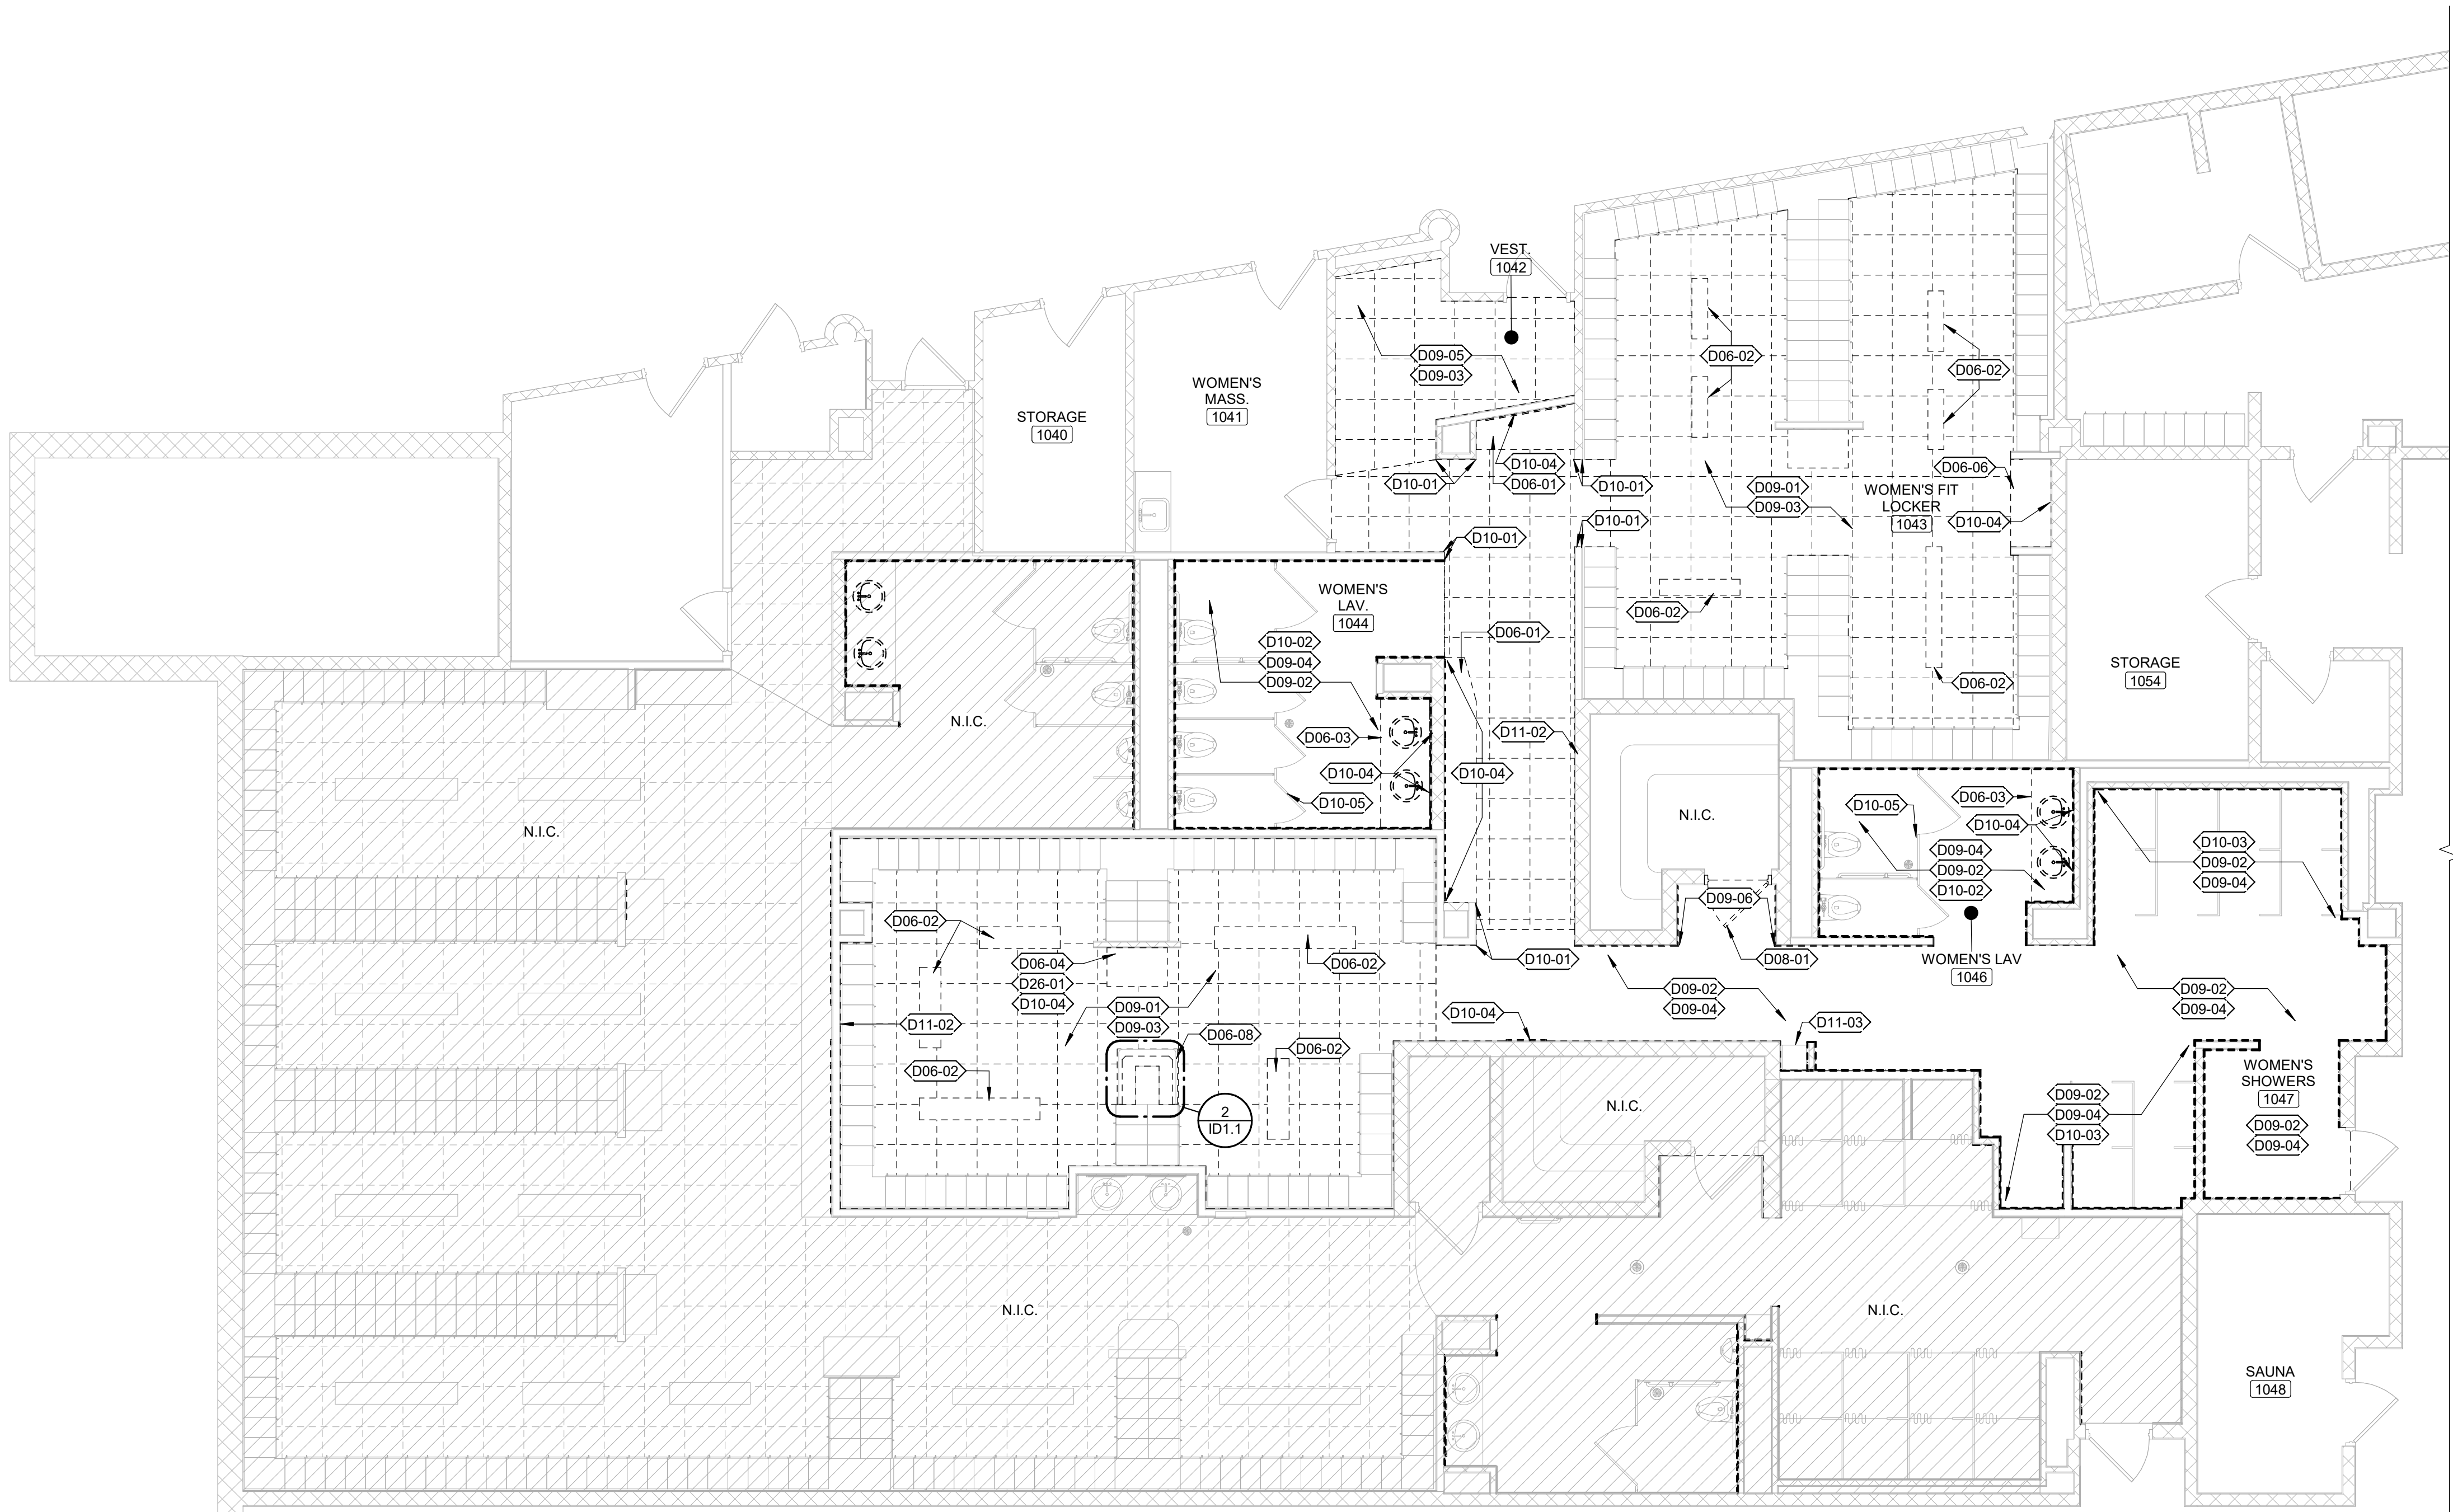 VEST.
1042
D09-05
D09-03
D06-02
D06-02
WOMEN'S
MASS.
1041
STORAGE
1040
D10-04
D06-01
D10-01
D10-01
D06-06
D09-01
D09-03
WOMEN'S FIT
LOCKER
1043
D10-04
D10-01
D10-01
WOMEN'S
LAV.
1044
D06-02
D10-02
D09-04
D09-02
D06-01
STORAGE
1054
D06-02
N.I.C.
D06-03
D11-02
D10-04
D10-04
D10-05
N.I.C.
N.I.C.
D10-05
D06-03
D10-04
D09-04
D09-02
D10-02
D10-03
D09-02
D09-04
D06-02
D09-06
D06-04
D26-01
D10-04
D06-02
D10-01
D08-01
WOMEN'S LAV
1046
D09-02
D09-04
D09-02
D09-04
D09-01
D09-03
D10-04
D11-03
D11-02
D06-08
D06-02
D06-02
2
ID1.1
N.I.C.
WOMEN'S
SHOWERS
1047
D09-02
D09-04
D09-02
D09-04
D10-03
N.I.C.
N.I.C.
SAUNA
1048